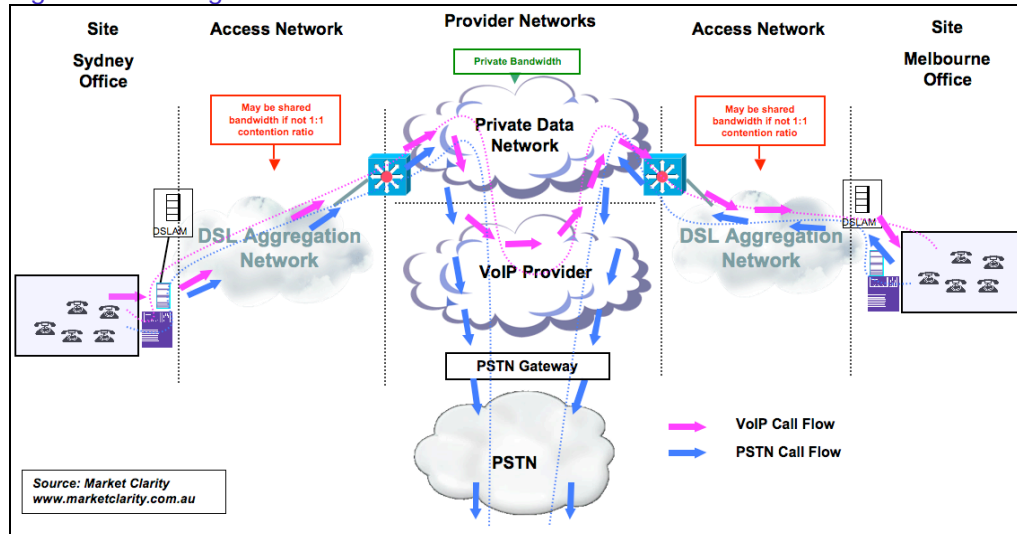 Site
Sydney
Office
Access Network
Provider Networks
Access Network
Site
Melbourne
Office
Private Bandwidth
May be shared
bandwidth if not 1:1
contention ratio
Private Data
Network
May be shared
bandwidth if not 1:1
contention ratio
DSLAM
DSL Aggregation
Network
VoIP Provider
DSL Aggregation
Network
DSLAM
PSTN Gateway
PSTN
VoIP Call Flow
PSTN Call Flow
Source: Market Clarity
www.marketclarity.com.au